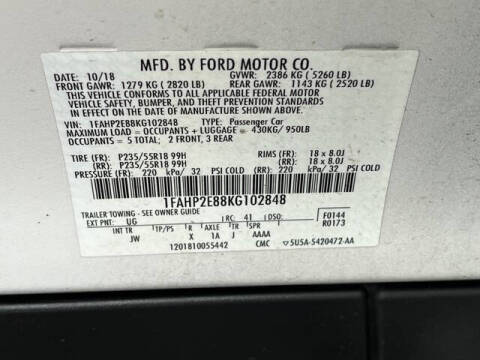 MFD. BY FORD MOTOR CO.
DATE: 10/18 GVWR: 2386 KG ( 5260 LB)
FRONT GAWR: 1279 KG ( 2820 LB) REAR GAWR: 1143 KG ( 2520 LB)
THIS VEHICLE CONFORMS TO ALL APPLICABLE FEDERAL MOTOR
VEHICLE SAFETY, BUMPER, AND THEFT PREVENTION STANDARDS
IN EFFECT ON THE DATE OF MANUFACTURE SHOWN ABOVE.
VIN: 1FAHP2E88KG102848 TYPE: Passenger Car
MAXIMUM LOAD = OCCUPANTS + LUGGAGE = 430KG/ 950LB
OCCUPANTS = 5 TOTAL; 2 FRONT, 3 REAR
TIRE (FR): P235/55R18 99H RIMS (FR): 18 x 8.0J
TIRE (RR): P235/55R18 99H RIMS (RR): 18 x 8.0J
PRESSURE (FR): 220 kPa/ 32 PSI COLD (RR) 220 kPa/ 32 PSI COLD
1FAHP2E88KG102848
TRAILER TOWING - SEE OWNER GUIDE
EXT PNT: UG RC: 41 DSO: F0144
INT TR TP/PS R AXLE TR SPR R0173
JW X 1A J AAAA
1201810055442 CMC 5U5A-5420472-AA